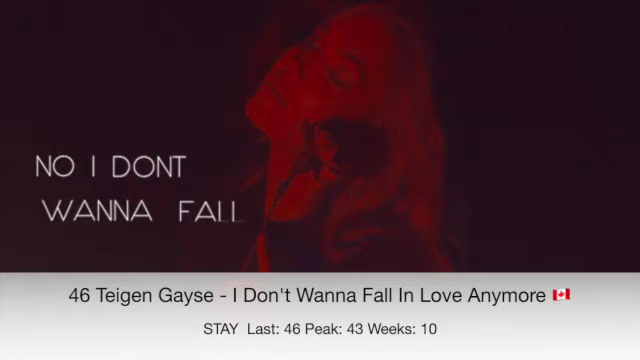 NO I DONT
WANNA FALL
46 Teigen Gayse - I Don't Wanna Fall In Love Anymore 🇨🇦
STAY Last: 46 Peak: 43 Weeks: 10